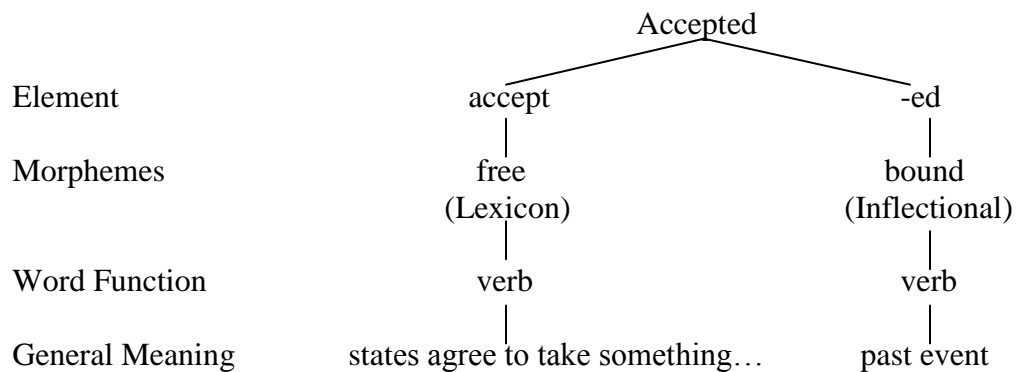 Accepted
Element accept -ed
Morphemes free bound
(Lexicon) (Inflectional)
Word Function verb verb
General Meaning states agree to take something… past event